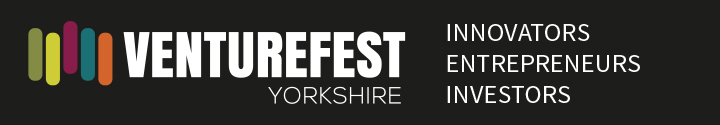 VENTUREFEST
YORKSHIRE
INNOVATORS
ENTREPRENEURS
INVESTORS